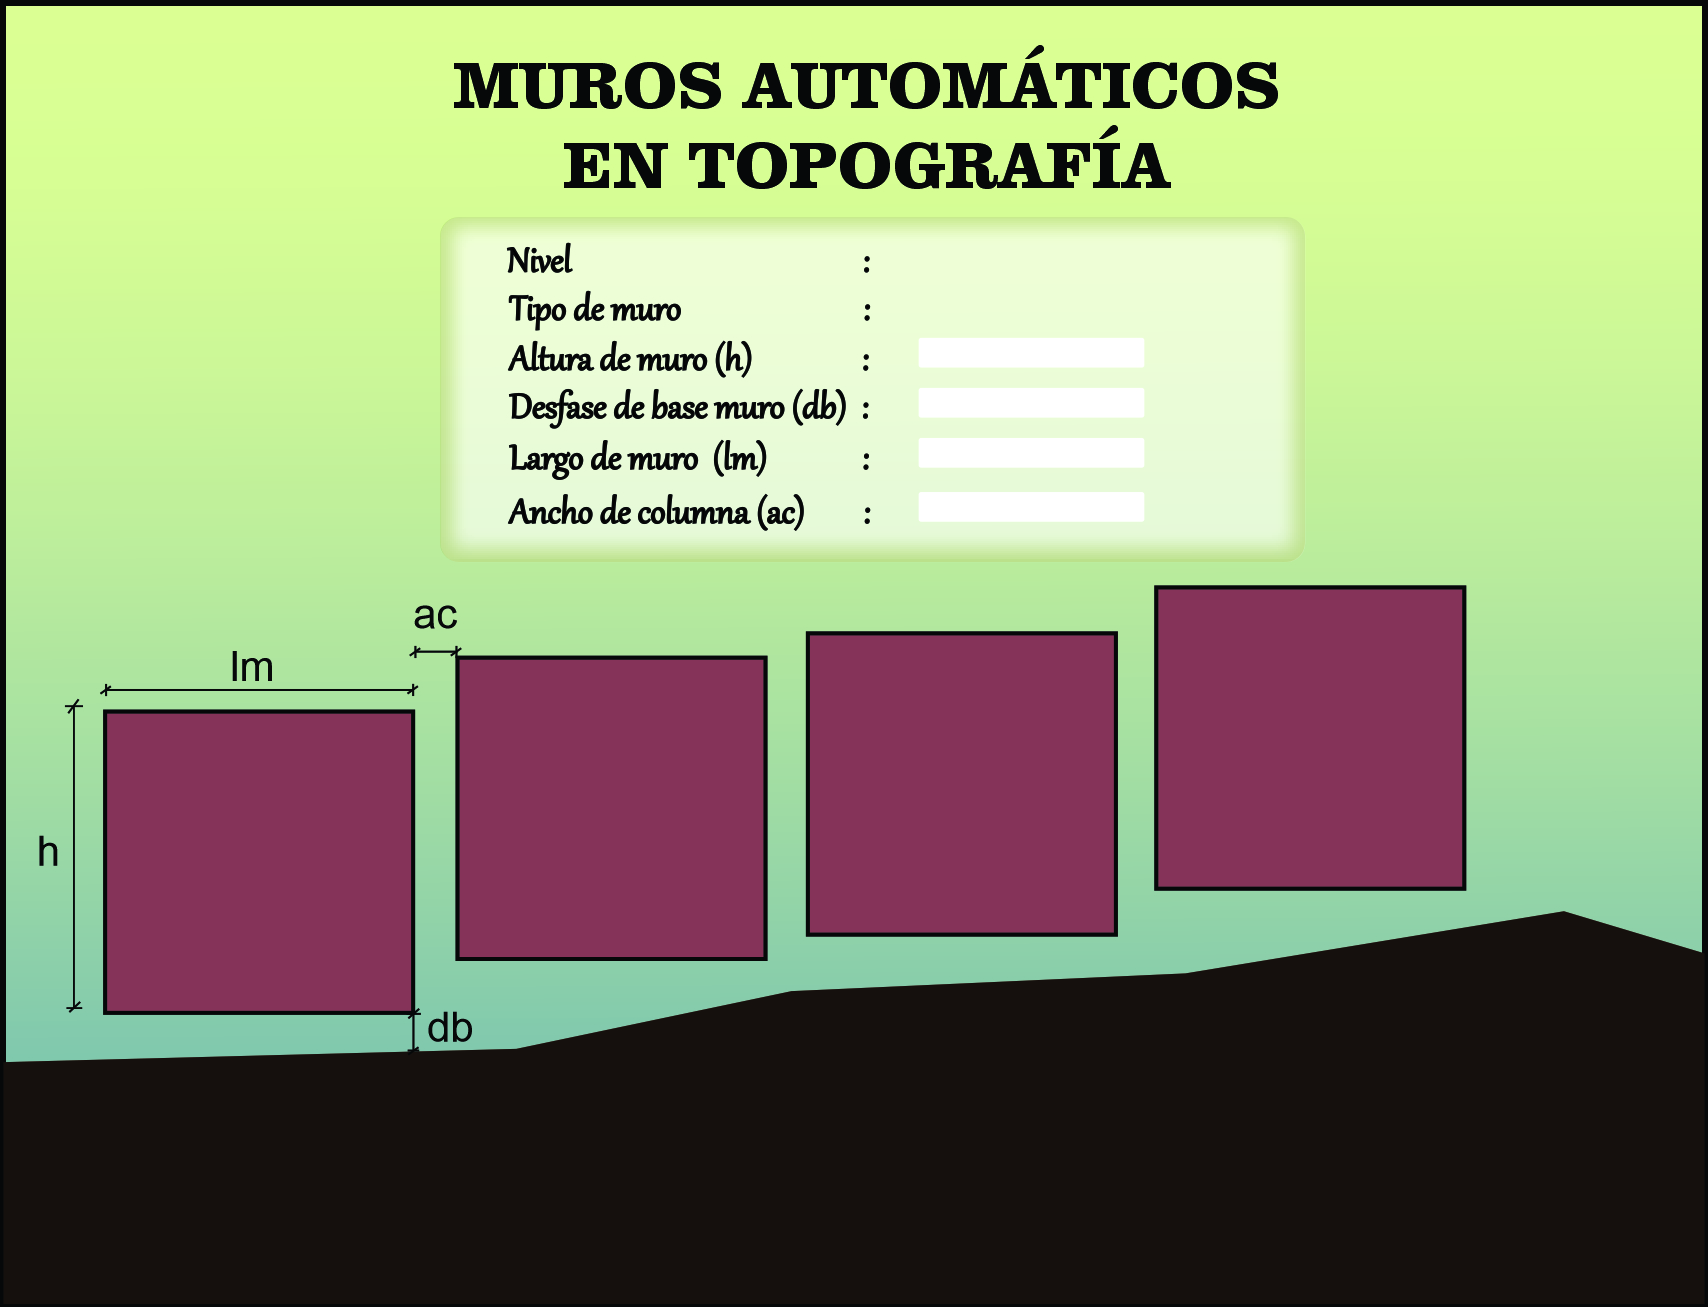 MUROS AUTOMÁTICOS
EN TOPOGRAFÍA
Nivel :
Tipo de muro :
Altura de muro (h) :
Desfase de base muro (db) :
Largo de muro (lm) :
Ancho de columna (ac) :
ac
lm
h
db